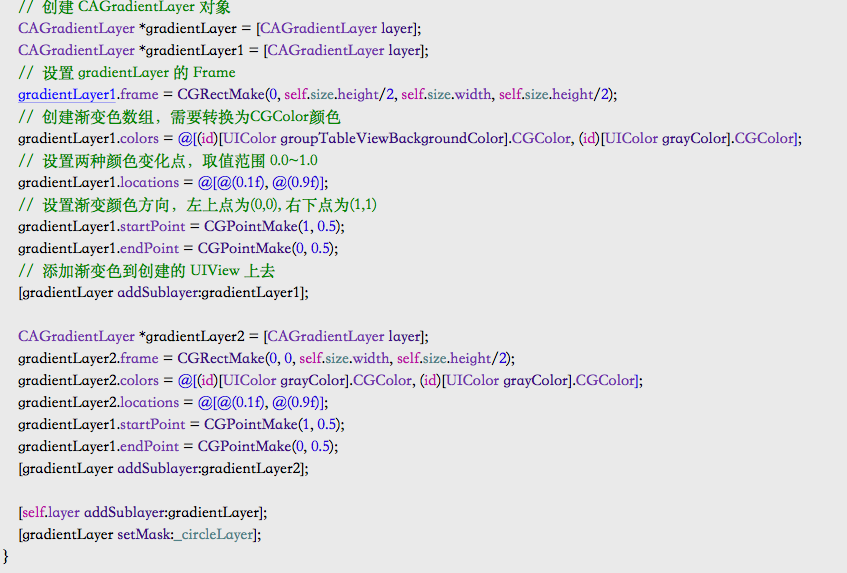 // 创建 CAGradientLayer 对象
CAGradientLayer *gradientLayer = [CAGradientLayer layer];
CAGradientLayer *gradientLayer1 = [CAGradientLayer layer];
// 设置 gradientLayer 的 Frame
gradientLayer1.frame = CGRectMake(0, self.size.height/2, self.size.width, self.size.height/2);
// 创建渐变色数组，需要转换为CGColor颜色
gradientLayer1.colors = @[(id)[UIColor groupTableViewBackgroundColor].CGColor, (id)[UIColor grayColor].CGColor];
// 设置两种颜色变化点，取值范围 0.0~1.0
gradientLayer1.locations = @[@(0.1f), @(0.9f)];
// 设置渐变颜色方向，左上点为(0,0), 右下点为(1,1)
gradientLayer1.startPoint = CGPointMake(1, 0.5);
gradientLayer1.endPoint = CGPointMake(0, 0.5);
// 添加渐变色到创建的 UIView 上去
[gradientLayer addSublayer:gradientLayer1];
CAGradientLayer *gradientLayer2 = [CAGradientLayer layer];
gradientLayer2.frame = CGRectMake(0, 0, self.size.width, self.size.height/2);
gradientLayer2.colors = @[(id)[UIColor grayColor].CGColor, (id)[UIColor grayColor].CGColor];
gradientLayer2.locations = @[@(0.1f), @(0.9f)];
gradientLayer1.startPoint = CGPointMake(1, 0.5);
gradientLayer1.endPoint = CGPointMake(0, 0.5);
[gradientLayer addSublayer:gradientLayer2];
[self.layer addSublayer:gradientLayer];
[gradientLayer setMask:_circleLayer];
}